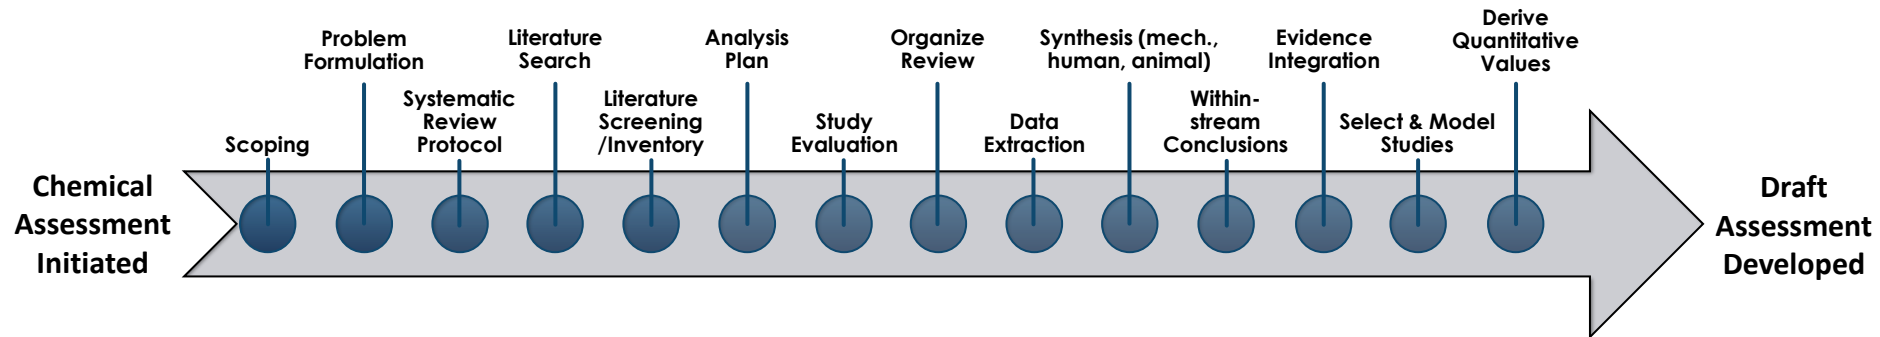 Chemical
Assessment
Initiated
Scoping
Problem
Formulation
Systematic
Review
Protocol
Literature
Search
Literature
Screening
/Inventory
Analysis
Plan
Study
Evaluation
Organize
Review
Data
Extraction
Synthesis (mech.,
human, animal)
Within-
stream
Conclusions
Evidence
Integration
Select & Model
Studies
Derive
Quantitative
Values
Draft
Assessment
Developed